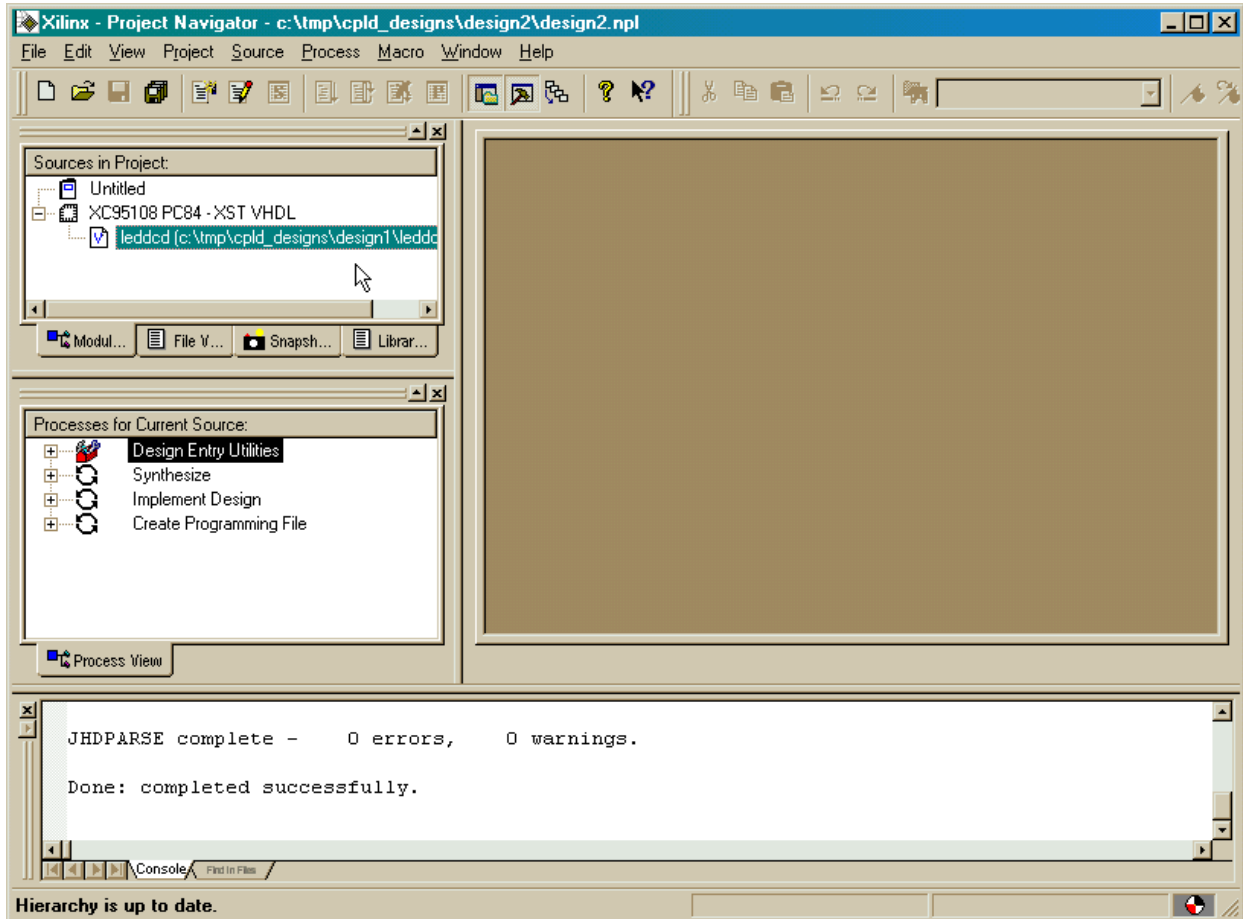 Xilinx - Project Navigator - c:\tmp\cpld_designs\design2\design2.npl
File Edit View Project Source Process Macro Window Help
Sources in Project:
Untitled
XC95108 PC84 - XST VHDL
leddcd (c:\tmp\cpld_designs\design1\leddc
Modul... File V... Snapsh... Librar...
Processes for Current Source:
Design Entry Utilities
Synthesize
Implement Design
Create Programming File
Process View
JHDPARSE complete - 0 errors, 0 warnings.
Done: completed successfully.
Console Find in Files
Hierarchy is up to date.